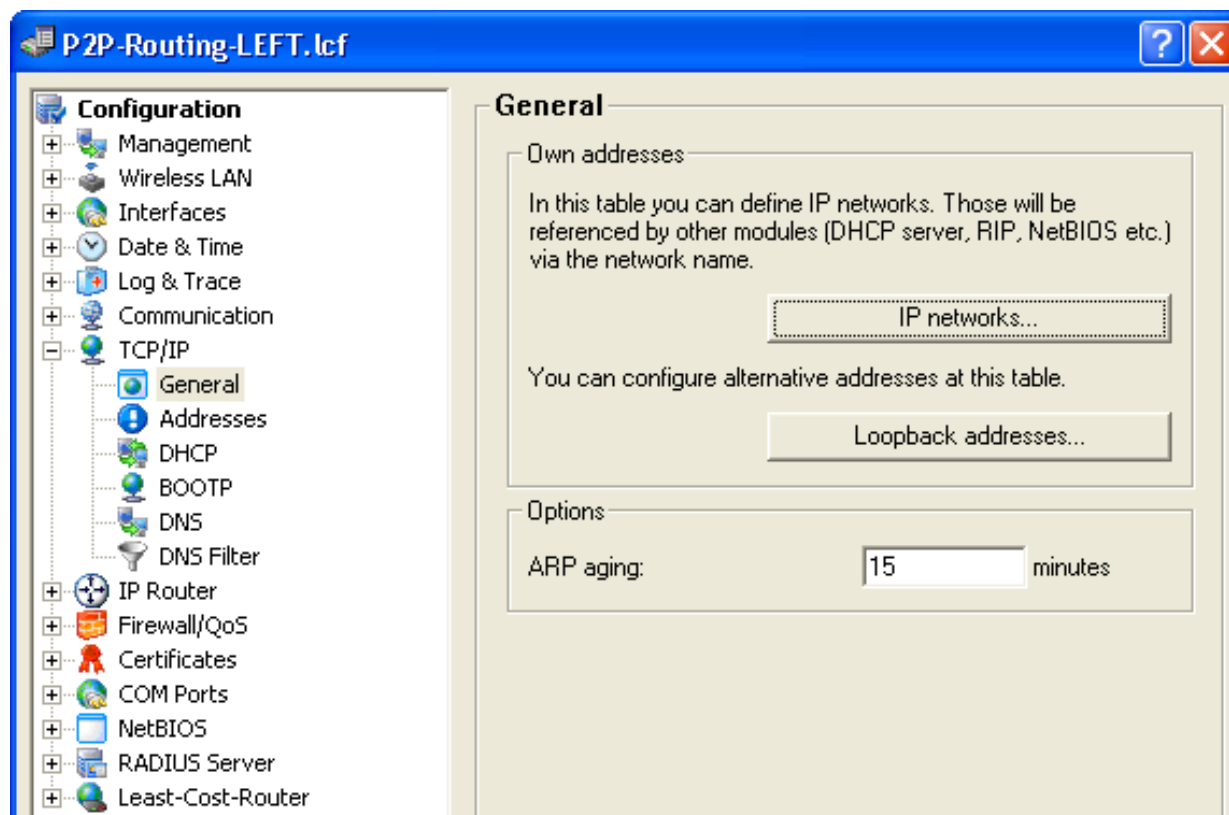 P2P-Routing-LEFT.lcf
?
Configuration
Management
Wireless LAN
Interfaces
Date & Time
Log & Trace
Communication
TCP/IP
General
Addresses
DHCP
BOOTP
DNS
DNS Filter
IP Router
Firewall/QoS
Certificates
COM Ports
NetBIOS
RADIUS Server
Least-Cost-Router
General
Own addresses
In this table you can define IP networks. Those will be
referenced by other modules (DHCP server, RIP, NetBIOS etc.)
via the network name.
IP networks...
You can configure alternative addresses at this table.
Loopback addresses...
Options
ARP aging: 15 minutes